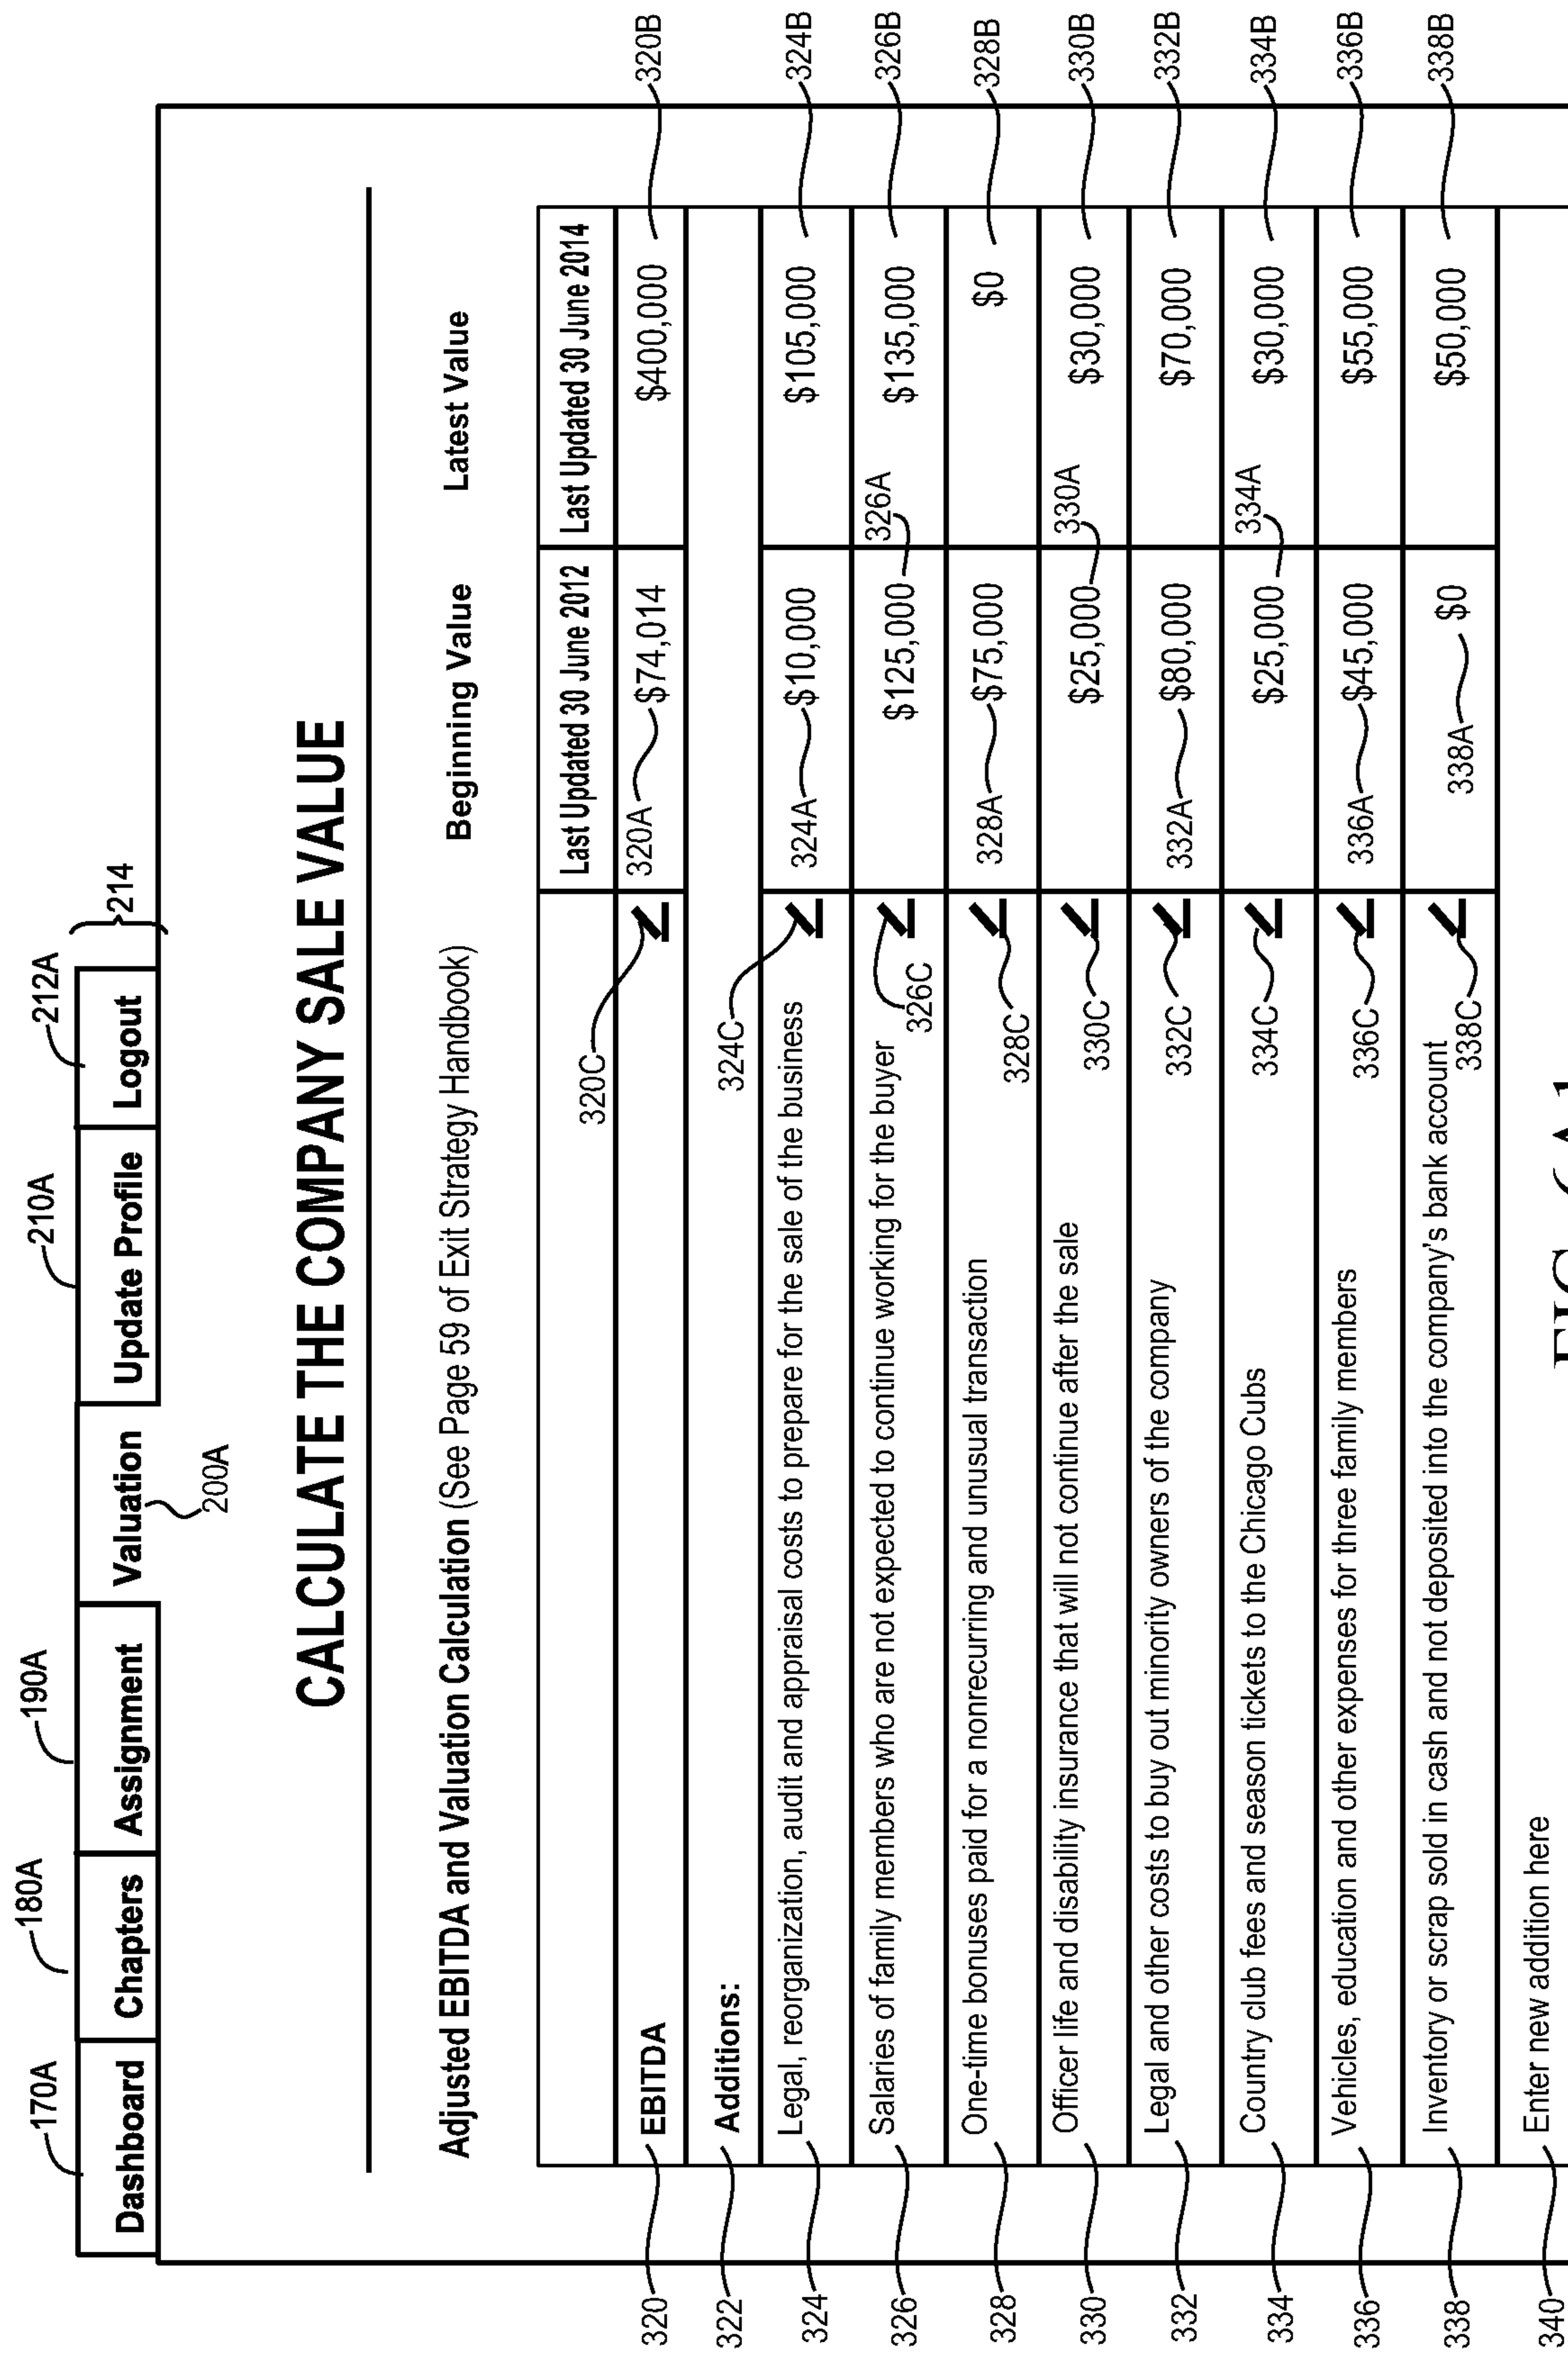 170A 180A 190A 210A 212A
Dashboard Chapters Assignment Valuation Update Profile Logout 214
200A
CALCULATE THE COMPANY SALE VALUE
Adjusted EBITDA and Valuation Calculation (See Page 59 of Exit Strategy Handbook) Beginning Value Latest Value
Last Updated 30 June 2012 Last Updated 30 June 2014
320 EBITDA 320C 320A $74,014 $400,000 320B
322 Additions:
324 Legal, reorganization, audit and appraisal costs to prepare for the sale of the business 324C 324A $10,000 $105,000 324B
326 Salaries of family members who are not expected to continue working for the buyer 326C $125,000 326A $135,000 326B
328 One-time bonuses paid for a nonrecurring and unusual transaction 328C 328A $75,000 $0 328B
330 Officer life and disability insurance that will not continue after the sale 330C $25,000 330A $30,000 330B
332 Legal and other costs to buy out minority owners of the company 332C 332A $80,000 $70,000 332B
334 Country club fees and season tickets to the Chicago Cubs 334C $25,000 334A $30,000 334B
336 Vehicles, education and other expenses for three family members 336C 336A $45,000 $55,000 336B
338 Inventory or scrap sold in cash and not deposited into the company's bank account 338C 338A $0 $50,000 338B
340 Enter new addition here